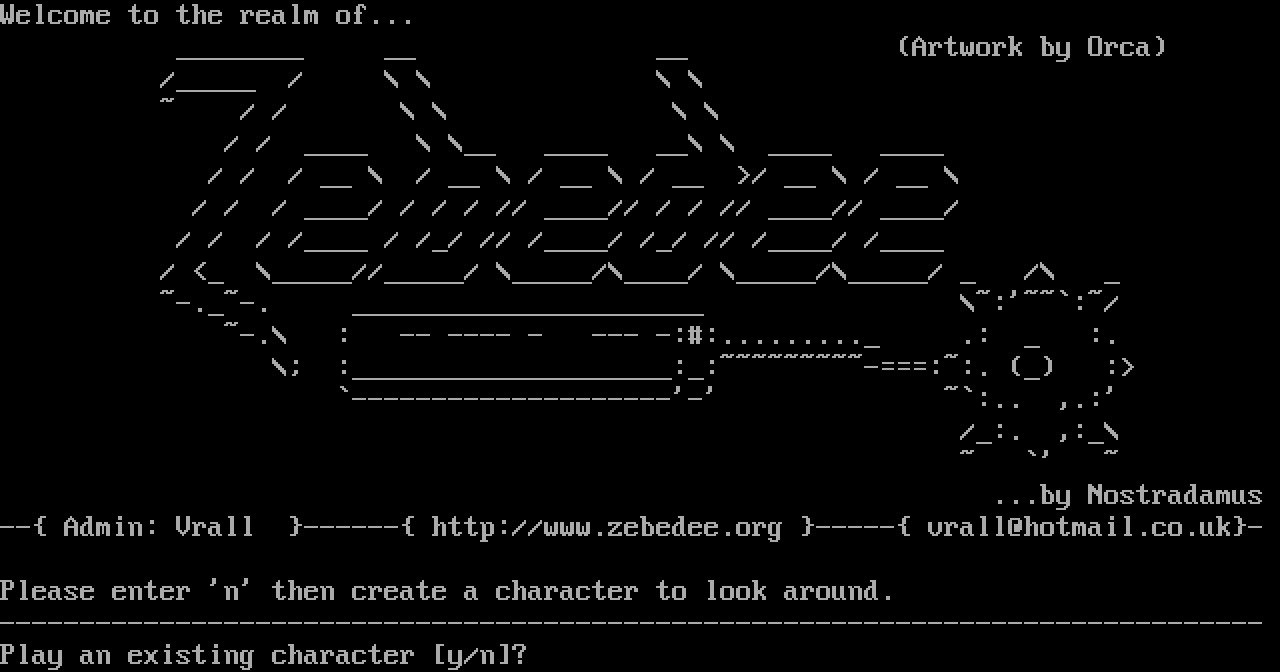 Welcome to the realm of...
(Artwork by Orca)
Zebedee
...by Nostradamus
--{ Admin: Vrall  }------{ http://www.zebedee.org }-----{ vrall@hotmail.co.uk}-
Please enter 'n' then create a character to look around.
Play an existing character [y/n]?